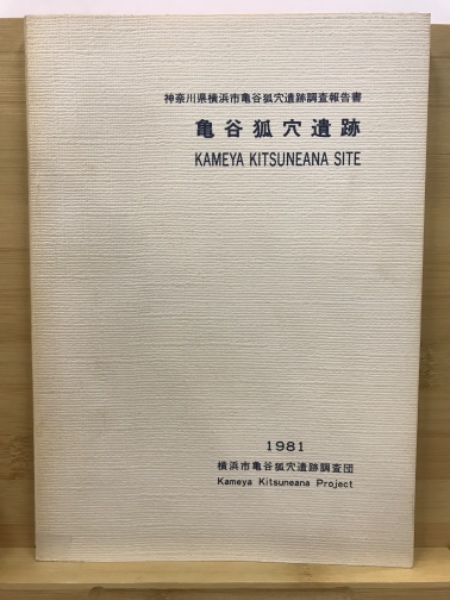 神奈川県横浜市亀谷狐穴遺跡調査報告書
亀谷狐穴遺跡
KAMEYA KITSUNEANA SITE
1981
横浜市亀谷狐穴遺跡調査団
Kameya Kitsuneana Project